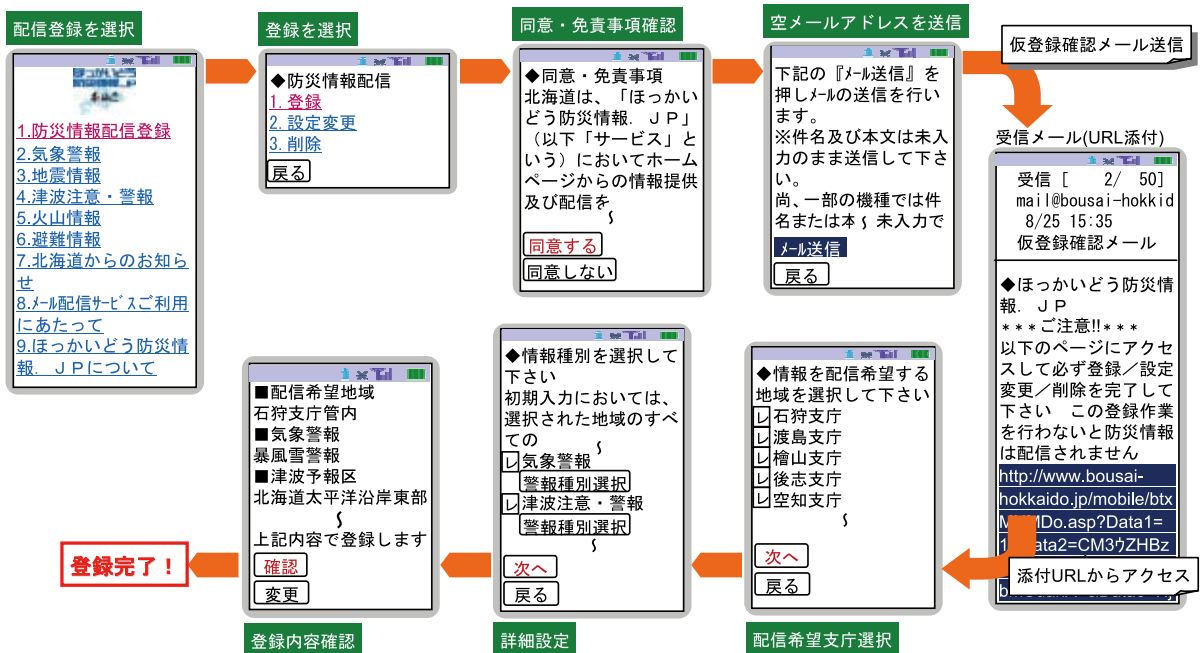 配信登録を選択
1.防災情報配信登録
2.気象警報
3.地震情報
4.津波注意・警報
5.火山情報
6.避難情報
7.北海道からのお知ら
せ
8.ﾒｰﾙ配信ｻｰﾋﾞｽご利用
にあたって
9.ほっかいどう防災情
報．ＪＰについて
登録を選択
◆防災情報配信
1. 登録
2. 設定変更
3. 削除
戻る
同意・免責事項確認
◆同意・免責事項
北海道は、「ほっかい
どう防災情報．ＪＰ」
（以下「サービス」と
いう）においてホーム
ページからの情報提供
及び配信を
～
同意する
同意しない
空メールアドレスを送信
下記の『ﾒｰﾙ送信』を
押しﾒｰﾙの送信を行い
ます。
※件名及び本文は未入
力のまま送信して下さ
い。
尚、一部の機種では件
名または本～ 未入力で
ﾒｰﾙ送信
戻る
仮登録確認メール送信
受信メール(URL添付)
受信［ 2/ 50］
mail@bousai-hokkid
8/25 15:35
仮登録確認メール
◆ほっかいどう防災情
報．ＪＰ
＊＊＊ご注意!!＊＊＊
以下のページにアクセ
スして必ず登録／設定
変更／削除を完了して
下さい この登録作業
を行わないと防災情報
は配信されません
http://www.bousai-
hokkaido.jp/mobile/btx
Do.asp?Data1=
ata2=CM3ｳZHBz
添付URLからアクセス
◆情報を配信希望する
地域を選択して下さい
レ石狩支庁
レ渡島支庁
レ檜山支庁
レ後志支庁
レ空知支庁
～
次へ
戻る
配信希望支庁選択
◆情報種別を選択して
下さい
初期入力においては、
選択された地域のすべ
ての
～
レ気象警報
警報種別選択
レ津波注意・警報
警報種別選択
～
次へ
戻る
詳細設定
■配信希望地域
石狩支庁管内
■気象警報
暴風雪警報
■津波予報区
北海道太平洋沿岸東部
～
上記内容で登録します
確認
変更
登録内容確認
登録完了！